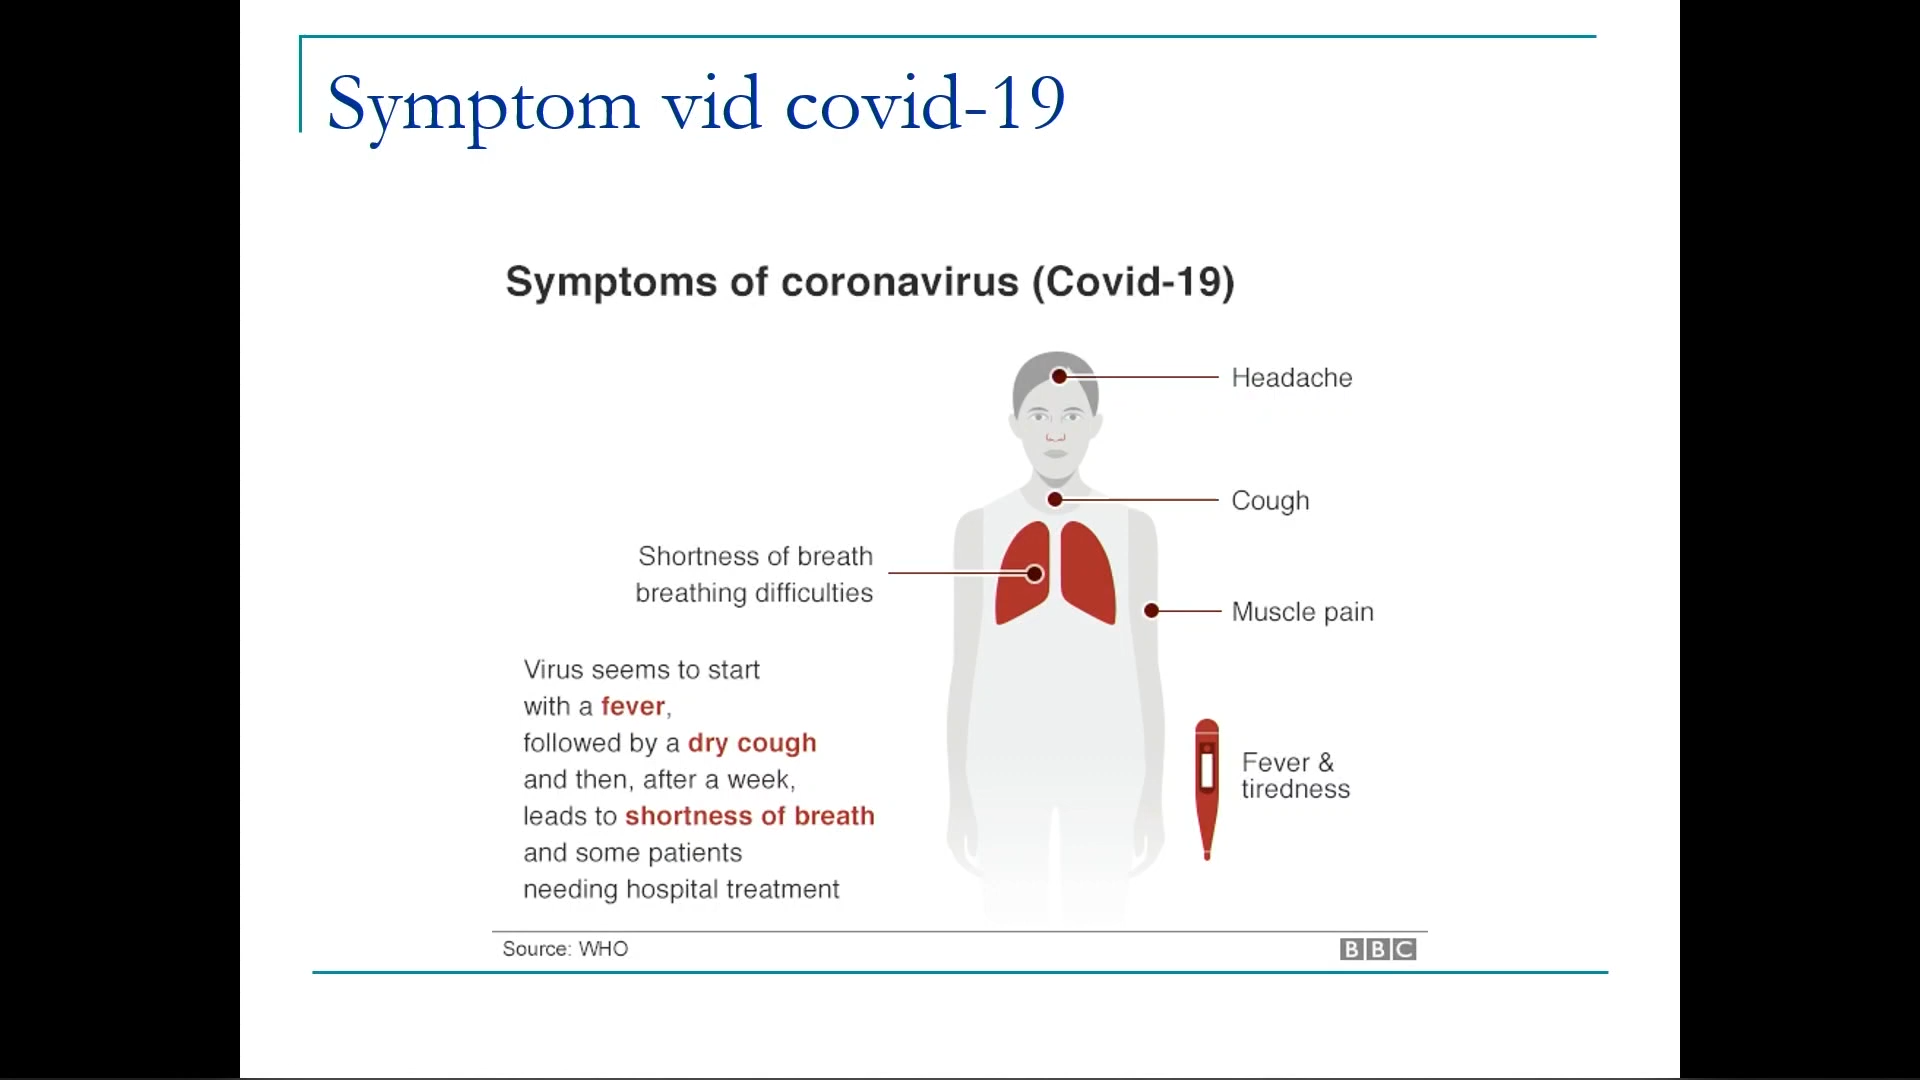 Symptom vid covid-19
Symptoms of coronavirus (Covid-19)
Headache
Cough
Shortness of breath
breathing difficulties
Muscle pain
Virus seems to start
with a fever,
followed by a dry cough
and then, after a week,
leads to shortness of breath
and some patients
needing hospital treatment
Fever &
tiredness
Source: WHO
BBC